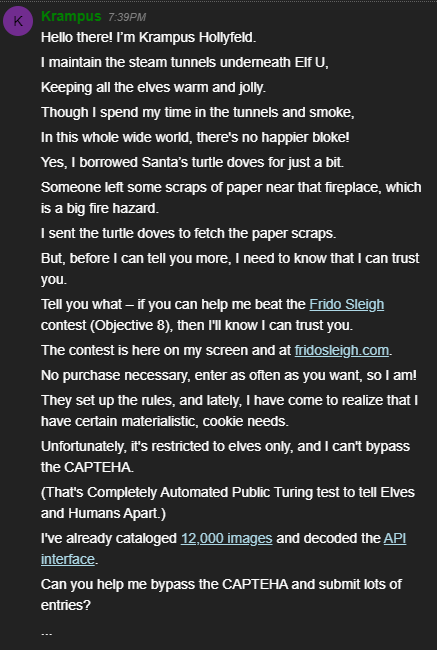 K
Krampus 7:39PM
Hello there! I’m Krampus Hollyfeld.
I maintain the steam tunnels underneath Elf U,
Keeping all the elves warm and jolly.
Though I spend my time in the tunnels and smoke,
In this whole wide world, there's no happier bloke!
Yes, I borrowed Santa’s turtle doves for just a bit.
Someone left some scraps of paper near that fireplace, which
is a big fire hazard.
I sent the turtle doves to fetch the paper scraps.
But, before I can tell you more, I need to know that I can trust
you.
Tell you what – if you can help me beat the Frido Sleigh
contest (Objective 8), then I'll know I can trust you.
The contest is here on my screen and at fridosleigh.com.
No purchase necessary, enter as often as you want, so I am!
They set up the rules, and lately, I have come to realize that I
have certain materialistic, cookie needs.
Unfortunately, it's restricted to elves only, and I can't bypass
the CAPTEHA.
(That's Completely Automated Public Turing test to tell Elves
and Humans Apart.)
I've already cataloged 12,000 images and decoded the API
interface.
Can you help me bypass the CAPTEHA and submit lots of
entries?
...